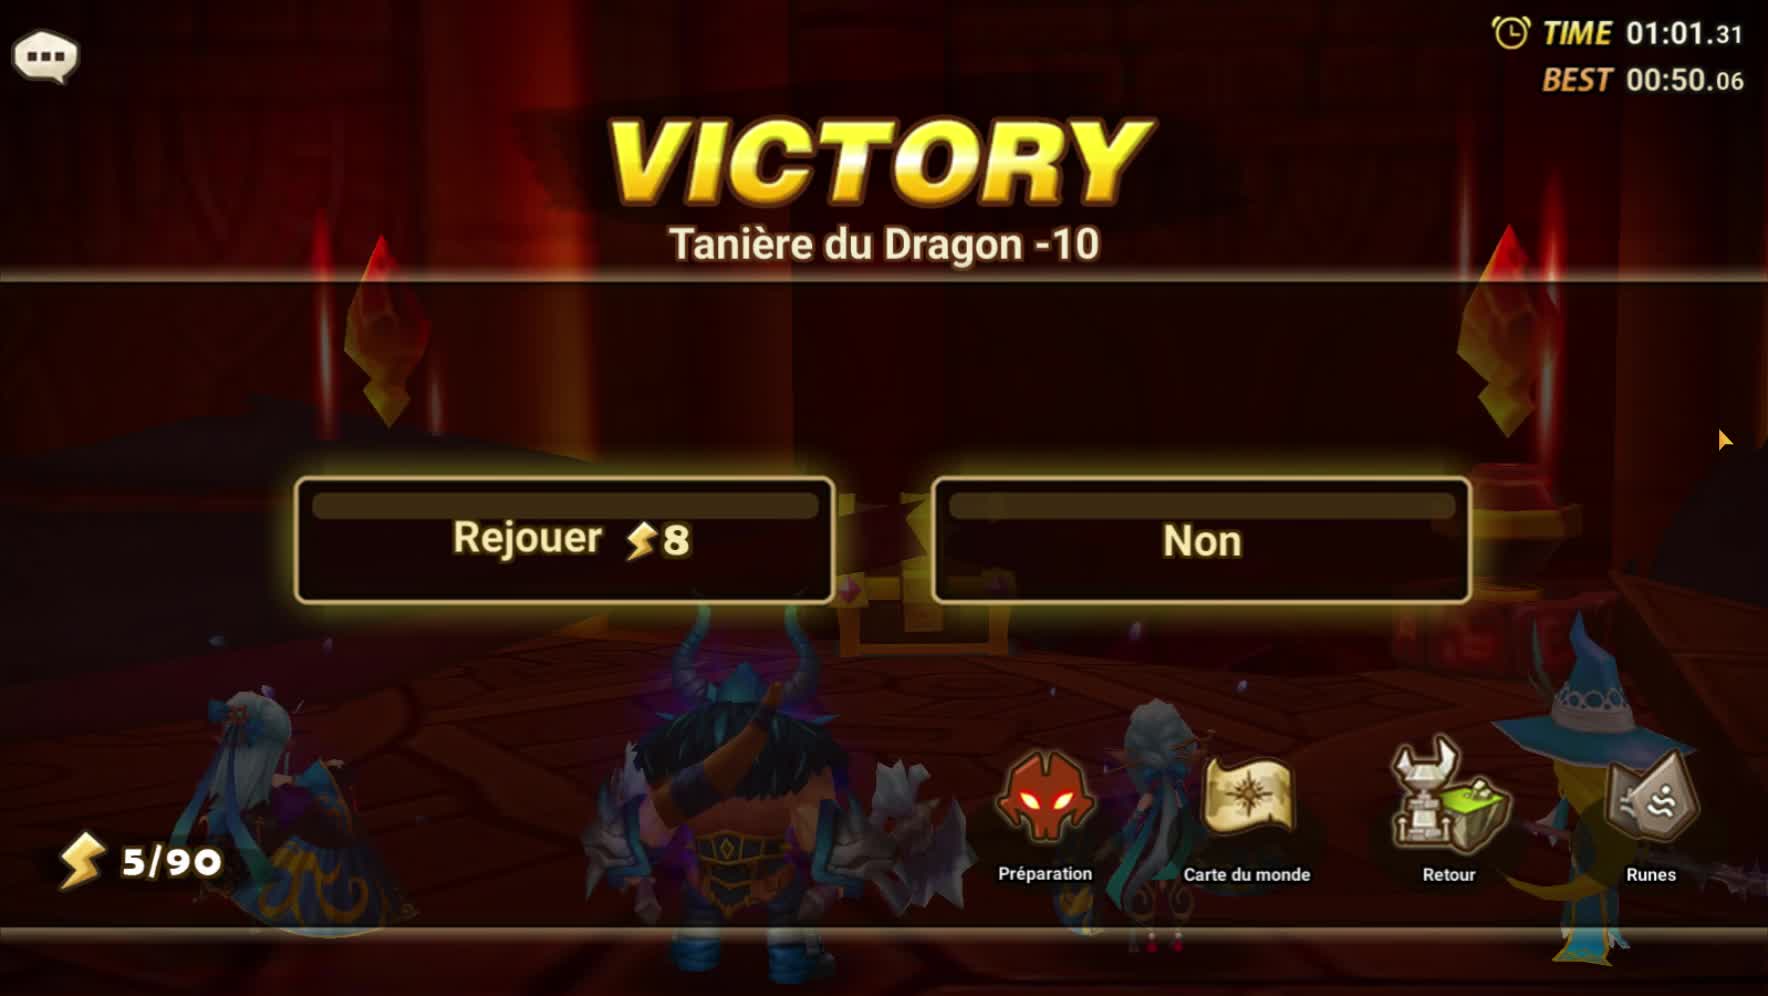 TIME 01:01.31
BEST 00:50.06
VICTORY
Tanière du Dragon -10
Rejouer 8
Non
5/90
Préparation
Carte du monde
Retour
Runes